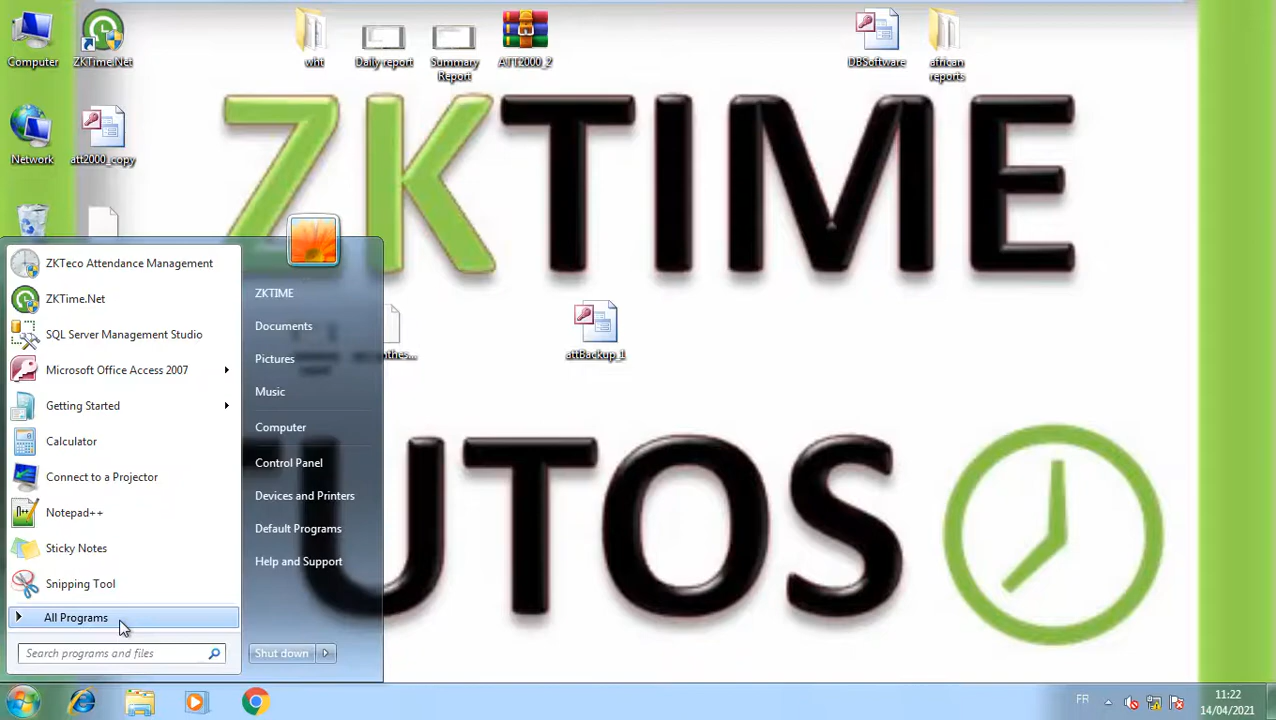 Computer
ZKTime.Net
wht
Daily report
Summary
Report
ATT2000_2
DBSoftware
african
reports
Network
att2000_copy
ZKTIME
ZKTeco Attendance Management
ZKTime.Net
SQL Server Management Studio
Microsoft Office Access 2007
Getting Started
Calculator
Connect to a Projector
Notepad++
Sticky Notes
Snipping Tool
All Programs
Search programs and files
ZKTIME
Documents
Pictures
Music
Computer
Control Panel
Devices and Printers
Default Programs
Help and Support
Shut down
attBackup_1
UTOS
FR
11:22
14/04/2021